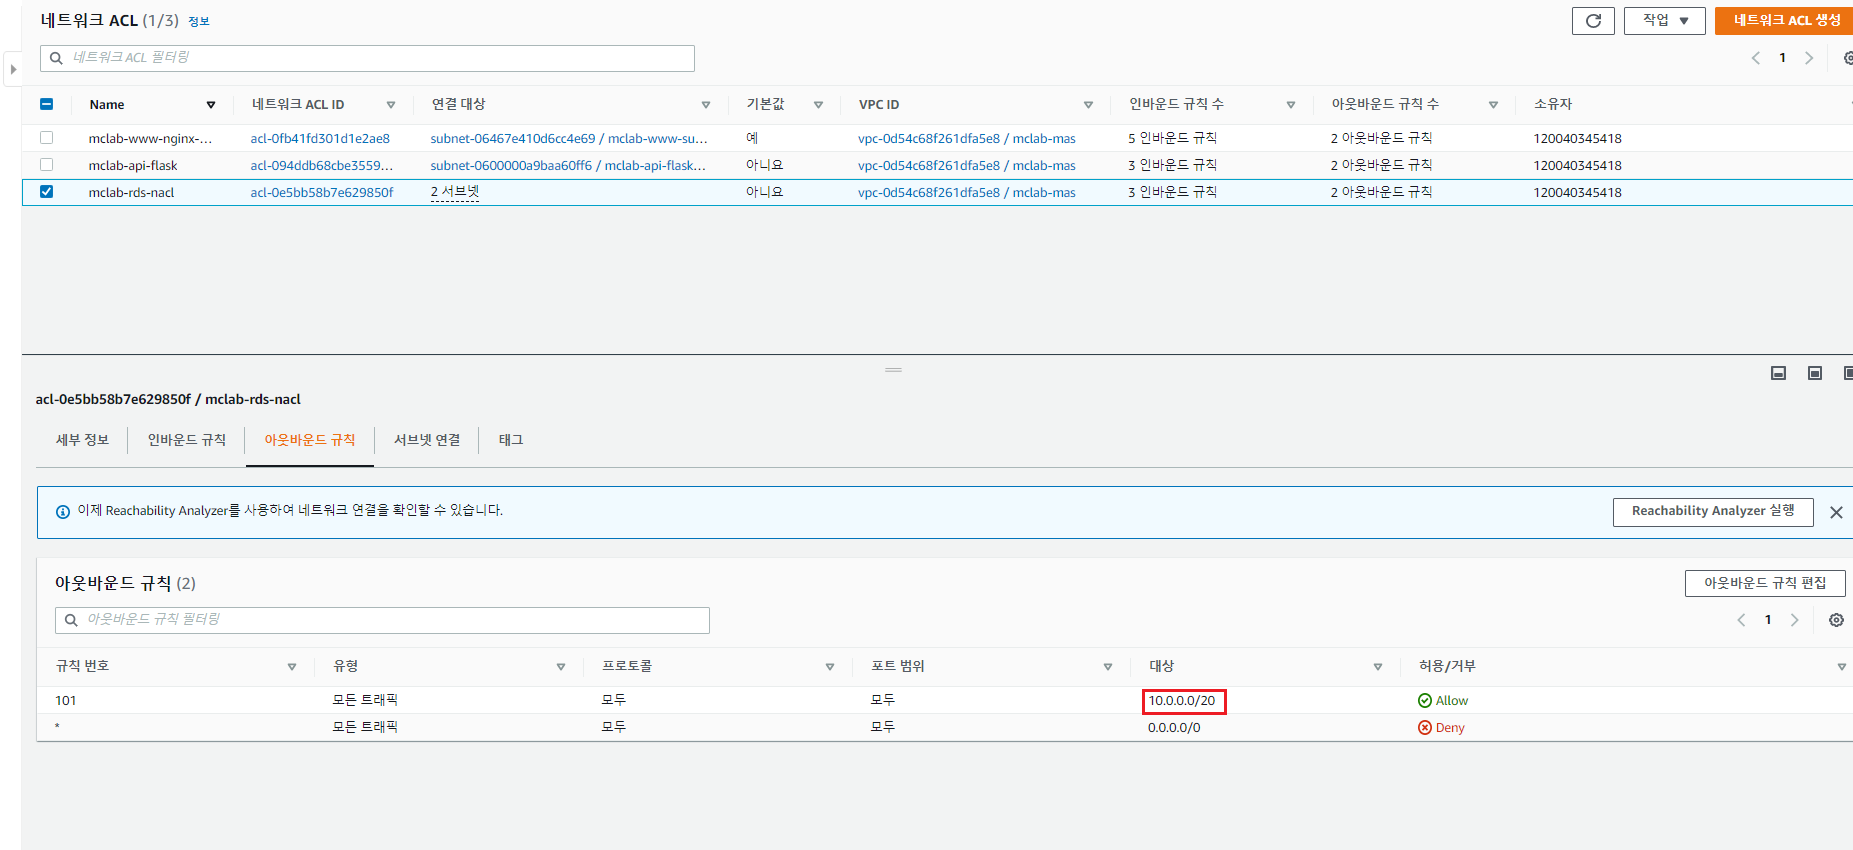 네트워크 ACL (1/3) 정보
작업 네트워크 ACL 생성
네트워크 ACL 필터링
1
Name 네트워크 ACL ID 연결 대상 기본값 VPC ID 인바운드 규칙 수 아웃바운드 규칙 수 소유자
mclab-www-nginx-... acl-0fb41fd301d1e2ae8 subnet-06467e410d6cc4e69 / mclab-www-su... 예 vpc-0d54c68f261dfa5e8 / mclab-mas 5 인바운드 규칙 2 아웃바운드 규칙 120040345418
mclab-api-flask acl-094ddb68cbe3559... subnet-0600000a9baa60ff6 / mclab-api-flask... 아니요 vpc-0d54c68f261dfa5e8 / mclab-mas 3 인바운드 규칙 2 아웃바운드 규칙 120040345418
mclab-rds-nacl acl-0e5bb58b7e629850f 2 서브넷 아니요 vpc-0d54c68f261dfa5e8 / mclab-mas 3 인바운드 규칙 2 아웃바운드 규칙 120040345418
acl-0e5bb58b7e629850f / mclab-rds-nacl
세부 정보 인바운드 규칙 아웃바운드 규칙 서브넷 연결 태그
이제 Reachability Analyzer를 사용하여 네트워크 연결을 확인할 수 있습니다. Reachability Analyzer 실행
아웃바운드 규칙 (2) 아웃바운드 규칙 편집
아웃바운드 규칙 필터링
1
규칙 번호 유형 프로토콜 포트 범위 대상 허용/거부
101 모든 트래픽 모두 모두 10.0.0.0/20 Allow
* 모든 트래픽 모두 모두 0.0.0.0/0 Deny